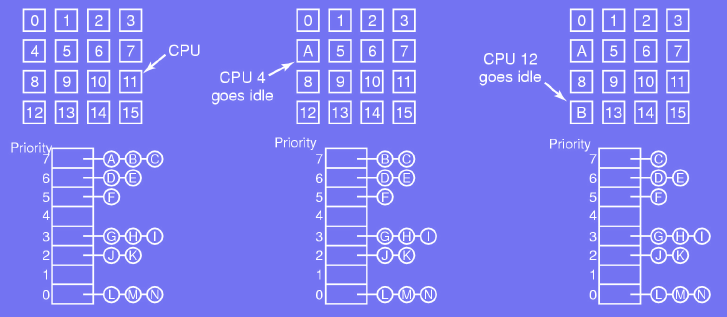 0 1 2 3
4 5 6 7
8 9 10 11
12 13 14 15
CPU
Priority
7 A B C
6 D E
5 F
4
3 G H I
2 J K
1
0 L M N
0 1 2 3
A 5 6 7
8 9 10 11
12 13 14 15
CPU 4
goes idle
Priority
7 B C
6 D E
5 F
4
3 G H I
2 J K
1
0 L M N
0 1 2 3
A 5 6 7
8 9 10 11
B 13 14 15
CPU 12
goes idle
Priority
7 C
6 D E
5 F
4
3 G H I
2 J K
1
0 L M N